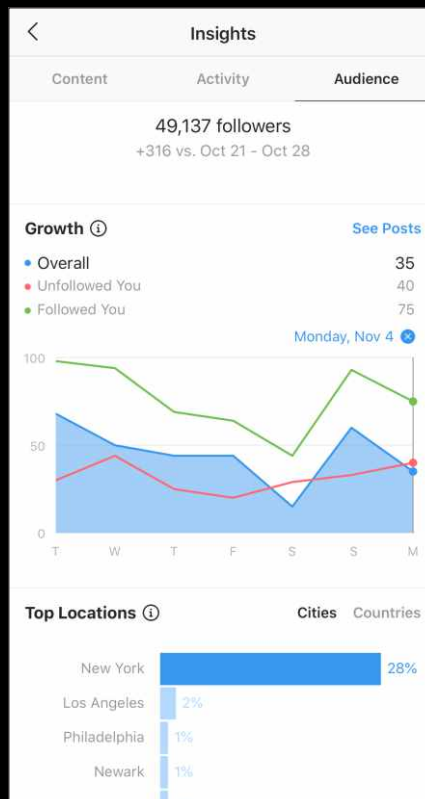 Insights
Content Activity Audience
49,137 followers
+316 vs. Oct 21 - Oct 28
Growth
See Posts
Overall 35
Unfollowed You 40
Followed You 75
Monday, Nov 4
100
50
0
T W T F S S M
Top Locations
Cities Countries
New York 28%
Los Angeles 2%
Philadelphia 1%
Newark 1%